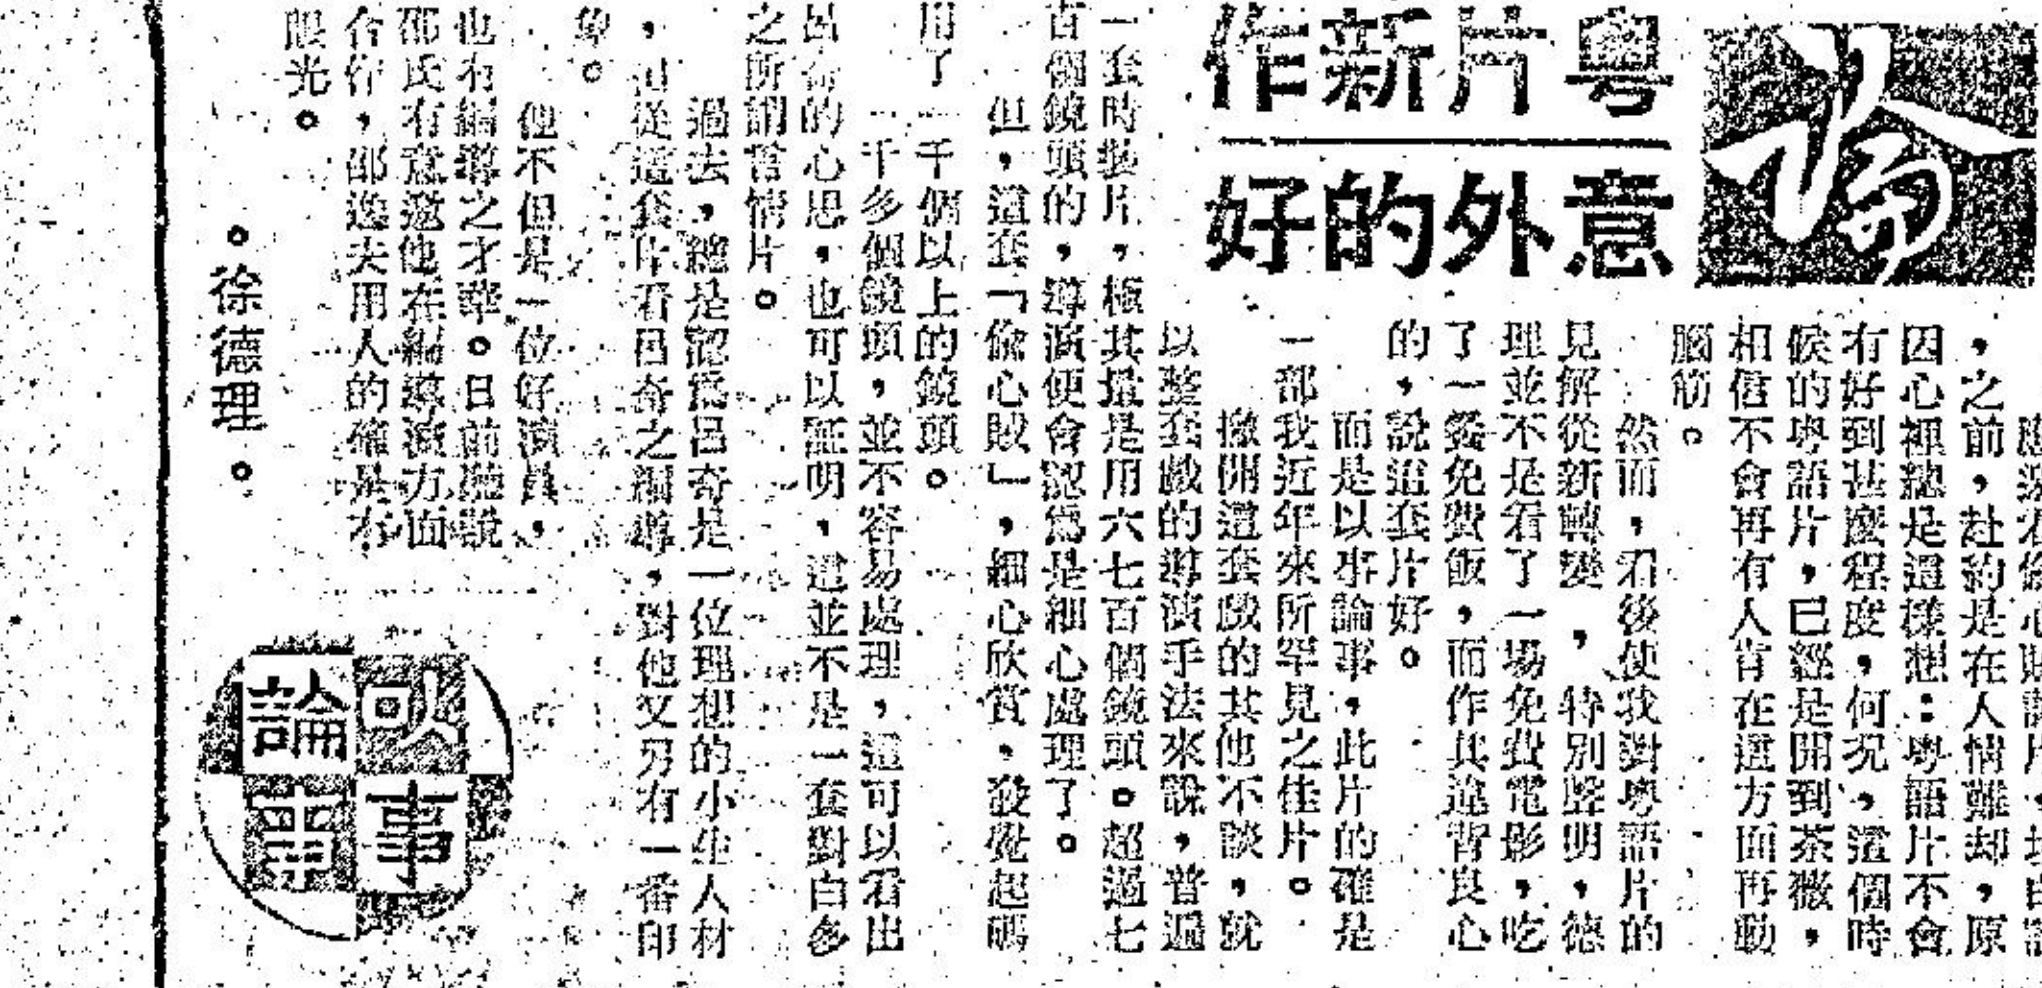 粵片新作
意外的好
，之前，赴約是在人情難却，原
因心裡總是這樣想：粵語片不會
有好到甚麼程度，何況，這個時
候的粵語片，已經是開到荼薇，
相信不會再有人肯在這方面再動
腦筋。
然而，看後使我對粵語片的
見解從新轉變，特別聲明，德
理並不是看了一場免費電影，吃
了一餐免費飯，而作其違背良心
的，說這套片好。
而是以事論事，此片的確是
一部我近年來所罕見之佳片。
撇開這套戲的其他不談，就
以整套戲的導演手法來說，普遍
一套時裝片，極其量是用六七百個鏡頭。超過七
百個鏡頭的，導演便會認爲是細心處理了。
但，這套「偷心賊」，細心欣賞，發覺起碼
用了一千個以上的鏡頭。
一千多個鏡頭，並不容易處理，這可以看出
呂奇的心思，也可以証明，這並不是一套對白多
之所謂言情片。
過去，總是認爲呂奇是一位理想的小生人材
，但從這套片看呂奇之編導，對他又另有一番印
象。
他不但是一位好演員，
也有編導之才華。日前聽說
邵氏有意邀他在編導演方面
合作，邵逸夫用人的確是有
眼光。
。徐德理。
以事論事